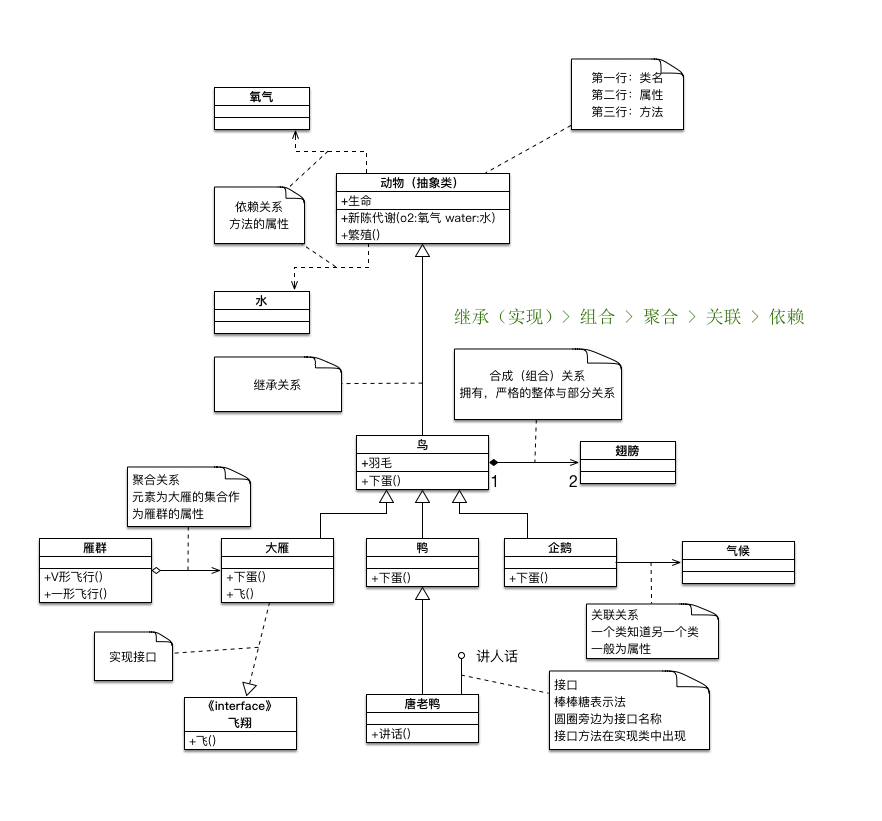 第一行：类名
第二行：属性
第三行：方法
氧气
动物（抽象类）
+生命
+新陈代谢(o2:氧气 water:水)
+繁殖()
依赖关系
方法的属性
水
继承（实现）> 组合 > 聚合 > 关联 > 依赖
继承关系
合成（组合）关系
拥有，严格的整体与部分关系
鸟
+羽毛
+下蛋()
1
2
翅膀
聚合关系
元素为大雁的集合作
为雁群的属性
雁群
+V形飞行()
+一形飞行()
大雁
+下蛋()
+飞()
鸭
+下蛋()
企鹅
+下蛋()
气候
关联关系
一个类知道另一个类
一般为属性
实现接口
讲人话
接口
棒棒糖表示法
圆圈旁边为接口名称
接口方法在实现类中出现
《interface》
飞翔
+飞()
唐老鸭
+讲话()